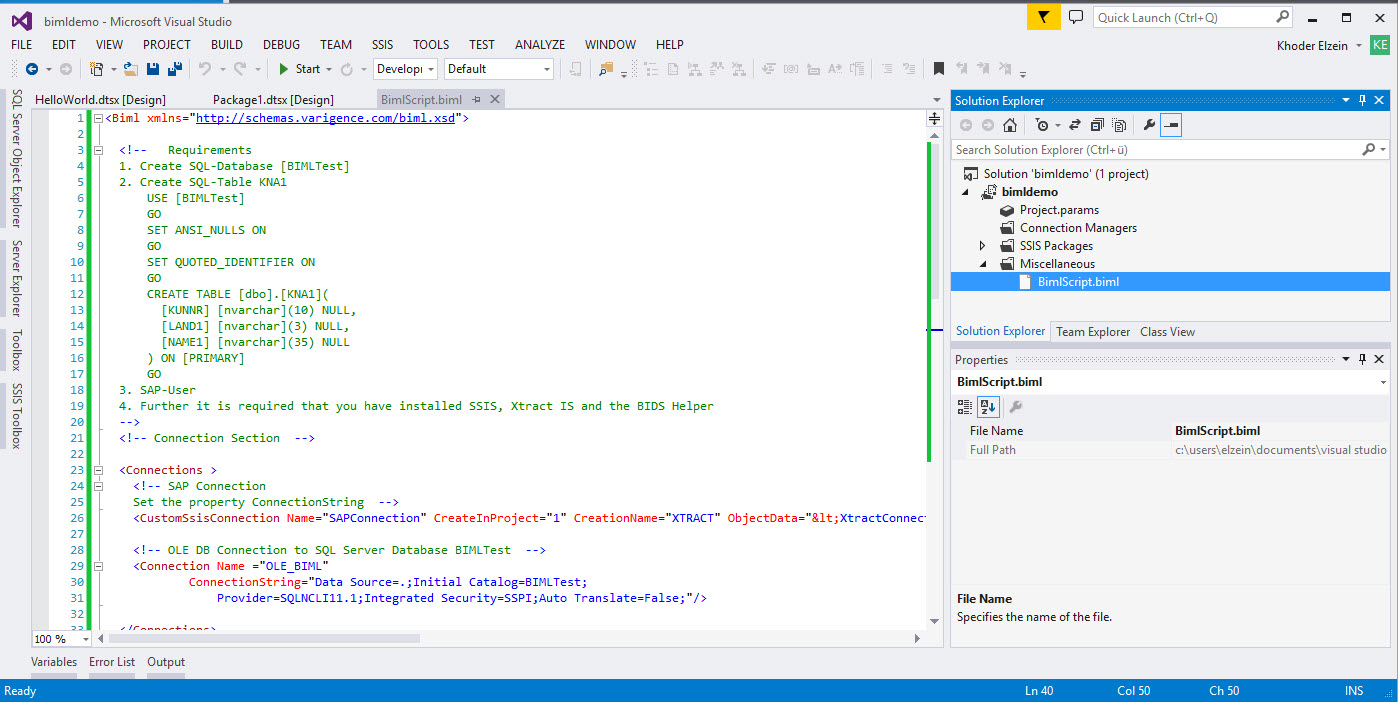 bimldemo - Microsoft Visual Studio
Quick Launch (Ctrl+Q)
FILE EDIT VIEW PROJECT BUILD DEBUG TEAM SSIS TOOLS TEST ANALYZE WINDOW HELP
Khoder Elzein KE
Start Developi Default
SQL Server Object Explorer
Server Explorer
Toolbox
SSIS Toolbox
HelloWorld.dtsx [Design] Package1.dtsx [Design] BimlScript.biml
1 <Biml xmlns="http://schemas.varigence.com/biml.xsd">
2
3 <!--   Requirements
4 1. Create SQL-Database [BIMLTest]
5 2. Create SQL-Table KNA1
6 USE [BIMLTest]
7 GO
8 SET ANSI_NULLS ON
9 GO
10 SET QUOTED_IDENTIFIER ON
11 GO
12 CREATE TABLE [dbo].[KNA1](
13 [KUNNR] [nvarchar](10) NULL,
14 [LAND1] [nvarchar](3) NULL,
15 [NAME1] [nvarchar](35) NULL
16 ) ON [PRIMARY]
17 GO
18 3. SAP-User
19 4. Further it is required that you have installed SSIS, Xtract IS and the BIDS Helper
20 -->
21 <!-- Connection Section  -->
22
23 <Connections >
24 <!-- SAP Connection
25 Set the property ConnectionString  -->
26 <CustomSsisConnection Name="SAPConnection" CreateInProject="1" CreationName="XTRACT" ObjectData="&lt;XtractConnect
27
28 <!-- OLE DB Connection to SQL Server Database BIMLTest  -->
29 <Connection Name ="OLE_BIML"
30 ConnectionString="Data Source=.;Initial Catalog=BIMLTest;
31 Provider=SQLNCLI11.1;Integrated Security=SSPI;Auto Translate=False;"/>
32
33 </Connections>
100 %
Solution Explorer
Search Solution Explorer (Ctrl+ü)
Solution 'bimldemo' (1 project)
bimldemo
Project.params
Connection Managers
SSIS Packages
Miscellaneous
BimlScript.biml
Solution Explorer Team Explorer Class View
Properties
BimlScript.biml
File Name BimlScript.biml
Full Path c:\users\elzein\documents\visual studio
File Name
Specifies the name of the file.
Variables Error List Output
Ready Ln 40 Col 50 Ch 50 INS